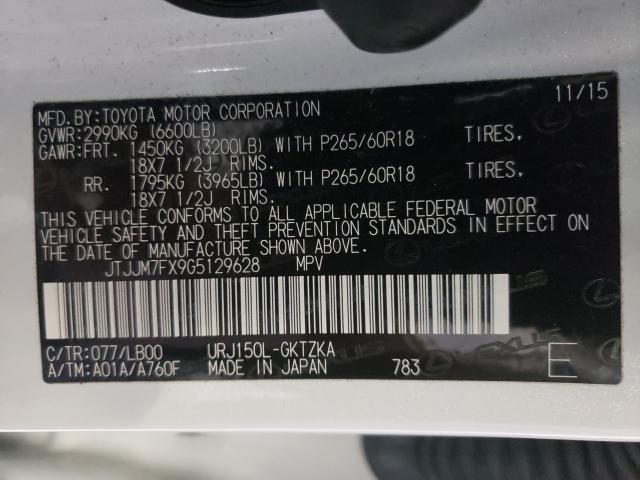 MFD. BY: TOYOTA MOTOR CORPORATION 11/15
GVWR: 2990KG (6600LB)
GAWR: FRT. 1450KG (3200LB) WITH P265/60R18 TIRES.
18X7 1/2J RIMS.
RR. 1795KG (3965LB) WITH P265/60R18 TIRES.
18X7 1/2J RIMS.
THIS VEHICLE CONFORMS TO ALL APPLICABLE FEDERAL MOTOR
VEHICLE SAFETY AND THEFT PREVENTION STANDARDS IN EFFECT ON
THE DATE OF MANUFACTURE SHOWN ABOVE.
JTJJM7FX9G5129628 MPV
C/TR: 077/LB00 URJ150L-GKTZKA
A/TM: A01A/A760F MADE IN JAPAN 783 E
LEXUS